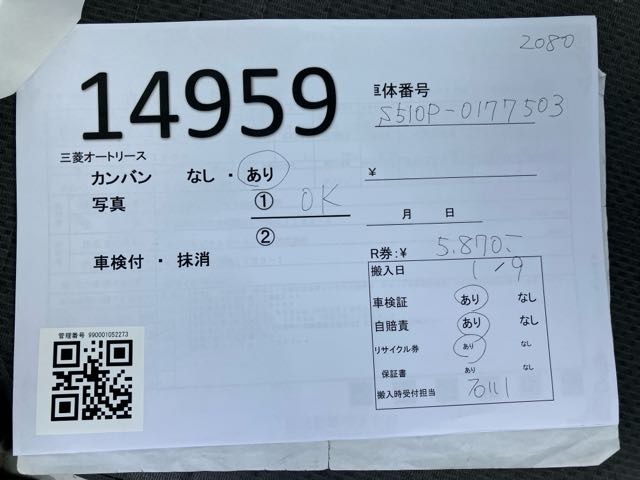 2080
14959
車体番号
S510P-0177503
三菱オートリース
カンバン なし ・ あり
¥
写真 ① OK
月 日
②
R券:¥ 5.870.-
車検付 ・ 抹消
搬入日 1/9
車検証 あり なし
自賠責 あり なし
リサイクル券 あり なし
保証書 あり なし
搬入時受付担当
管理番号 990001052273